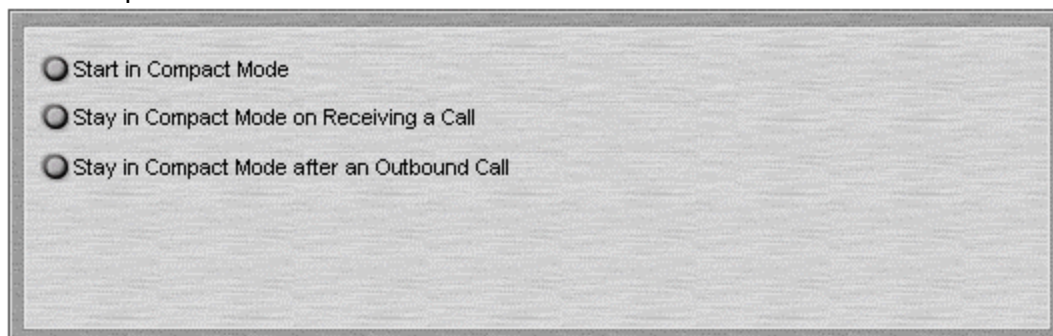 Start in Compact Mode
Stay in Compact Mode on Receiving a Call
Stay in Compact Mode after an Outbound Call